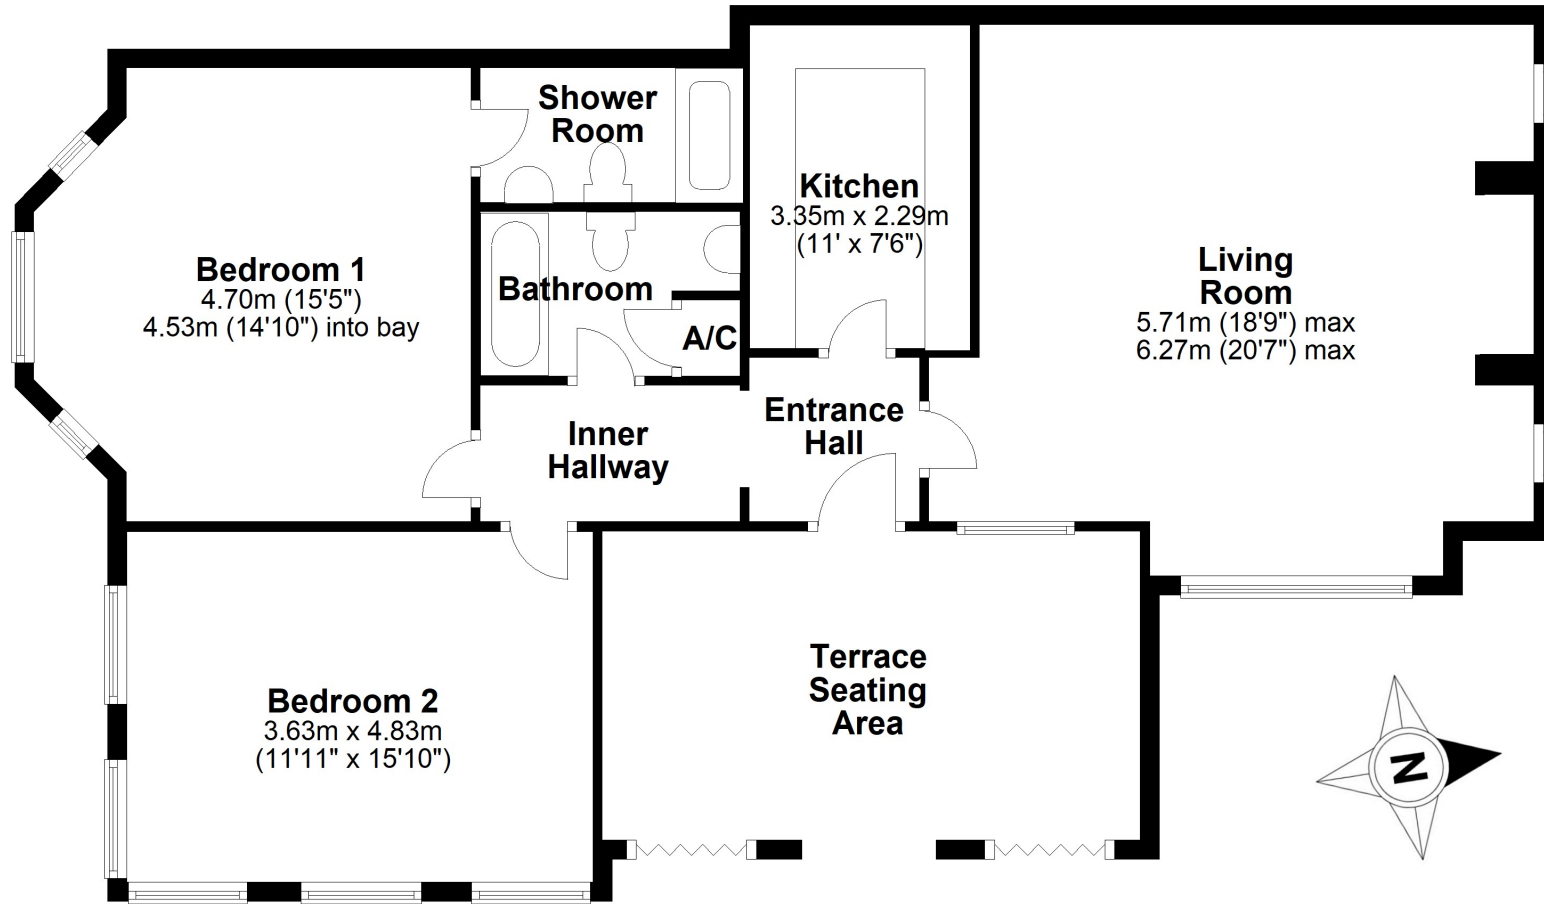 Shower
Room
Kitchen
3.35m x 2.29m
(11' x 7'6")
Living
Room
5.71m (18'9") max
6.27m (20'7") max
Bedroom 1
4.70m (15'5")
4.53m (14'10") into bay
Bathroom
A/C
Entrance
Hall
Inner
Hallway
Terrace
Seating
Area
Bedroom 2
3.63m x 4.83m
(11'11" x 15'10")
N